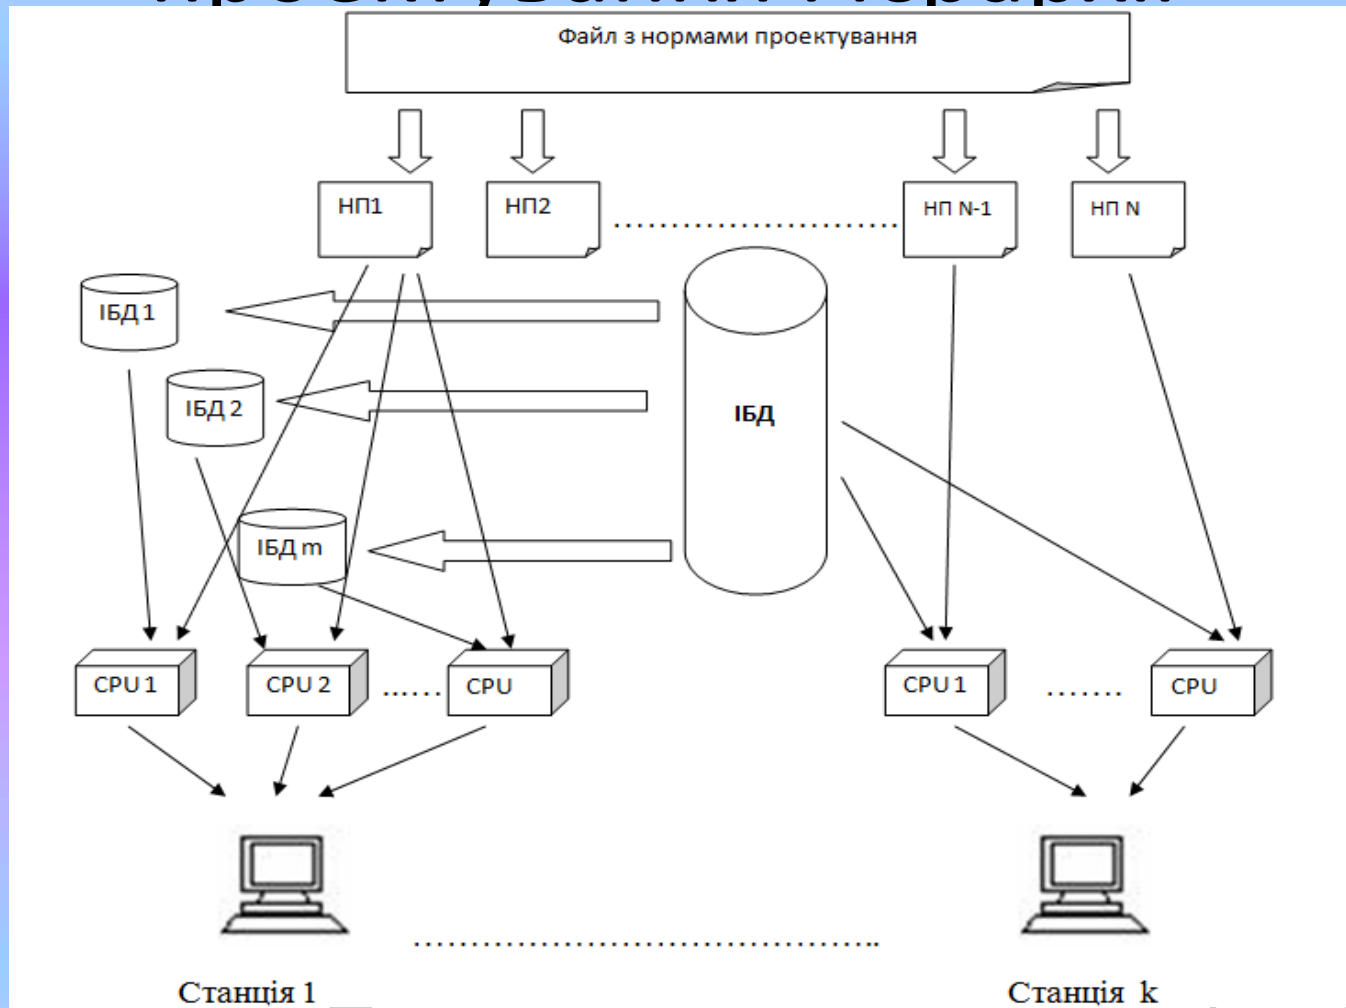 Файл з нормами проектування
НП1
НП2
........................
НП N-1
НП N
ІБД 1
ІБД 2
ІБД
ІБД m
CPU 1
CPU 2
......
CPU
CPU 1
.......
CPU
........................................
Станція 1
Станція k